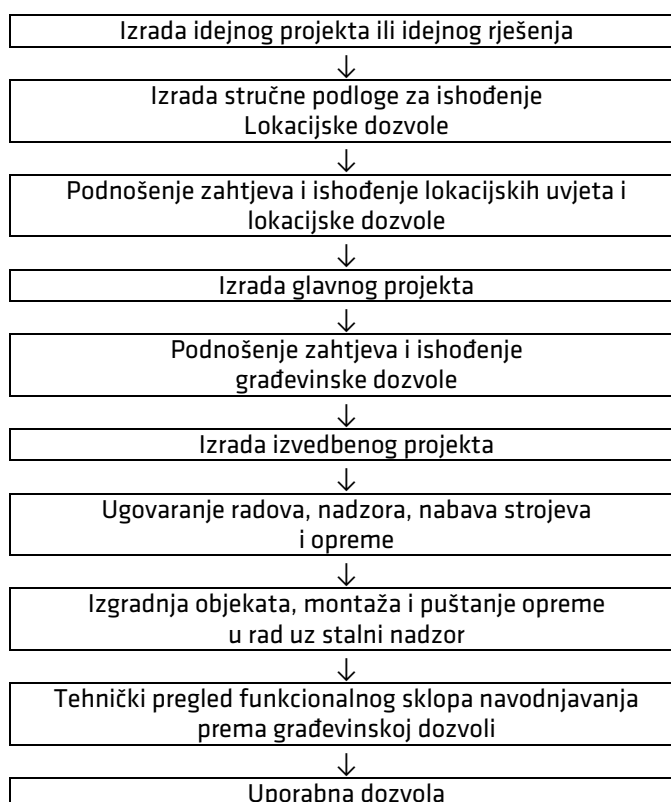 Izrada idejnog projekta ili idejnog rješenja
↓
Izrada stručne podloge za ishođenje
Lokacijske dozvole
↓
Podnošenje zahtjeva i ishođenje lokacijskih uvjeta i
lokacijske dozvole
↓
Izrada glavnog projekta
↓
Podnošenje zahtjeva i ishođenje
građevinske dozvole
↓
Izrada izvedbenog projekta
↓
Ugovaranje radova, nadzora, nabava strojeva
i opreme
↓
Izgradnja objekata, montaža i puštanje opreme
u rad uz stalni nadzor
↓
Tehnički pregled funkcionalnog sklopa navodnjavanja
prema građevinskoj dozvoli
↓
Uporabna dozvola